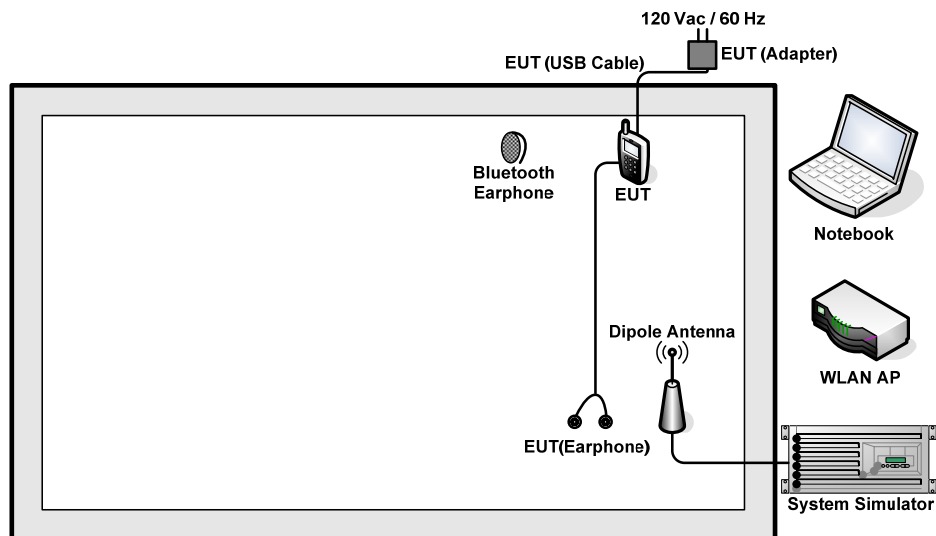 120 Vac / 60 Hz
EUT (USB Cable)
EUT (Adapter)
Bluetooth
Earphone
EUT
Notebook
Dipole Antenna
WLAN AP
EUT(Earphone)
System Simulator